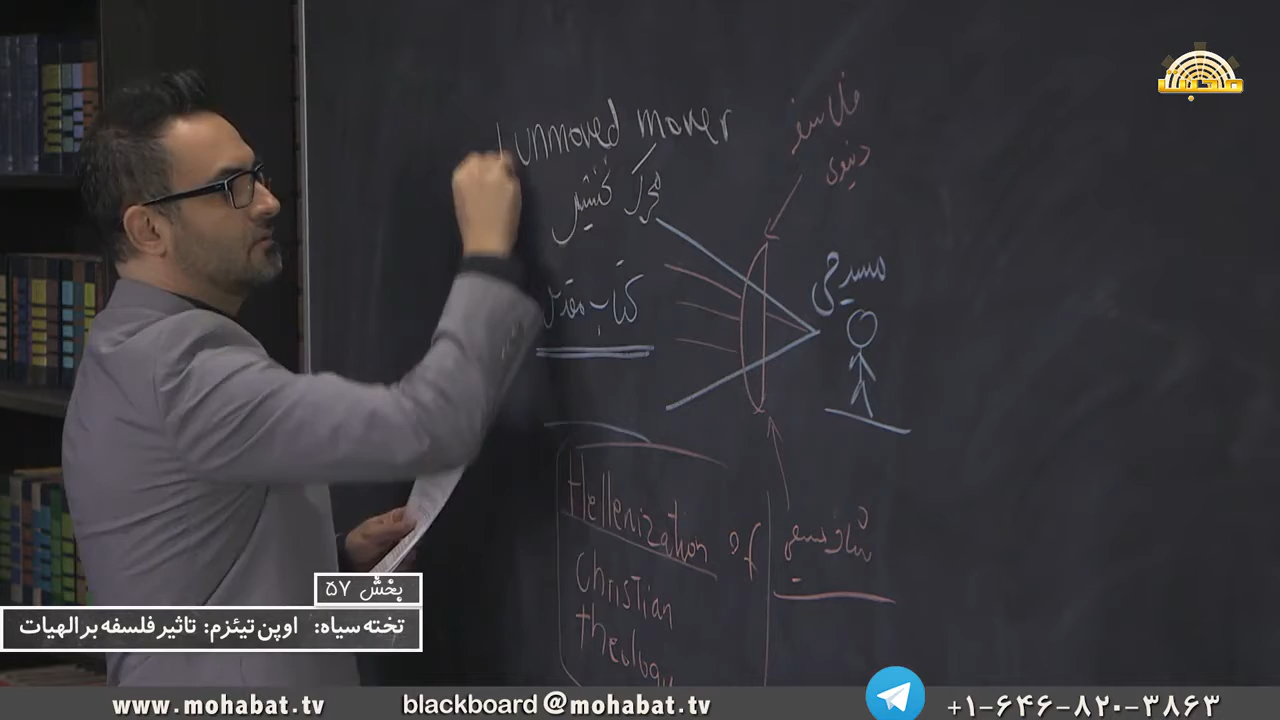 محبت
unmoved mover
محرک نخستین
فلاسفه
دنیوی
مسیحی
کتاب مقدس
Hellenization of
Christian
theology
بخش ۵۷
تخته سیاه: اوپن تیئزم: تاثیر فلسفه بر الهیات
www.mohabat.tv
blackboard@mohabat.tv
+۱-۶۴۶-۸۲۰-۳۸۶۳